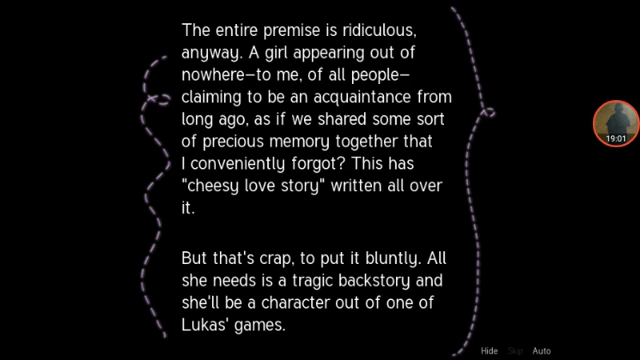 The entire premise is ridiculous,
anyway. A girl appearing out of
nowhere—to me, of all people—
claiming to be an acquaintance from
long ago, as if we shared some sort
of precious memory together that
I conveniently forgot? This has
"cheesy love story" written all over
it.
But that's crap, to put it bluntly. All
she needs is a tragic backstory and
she'll be a character out of one of
Lukas' games.
19:01
Hide Skip Auto